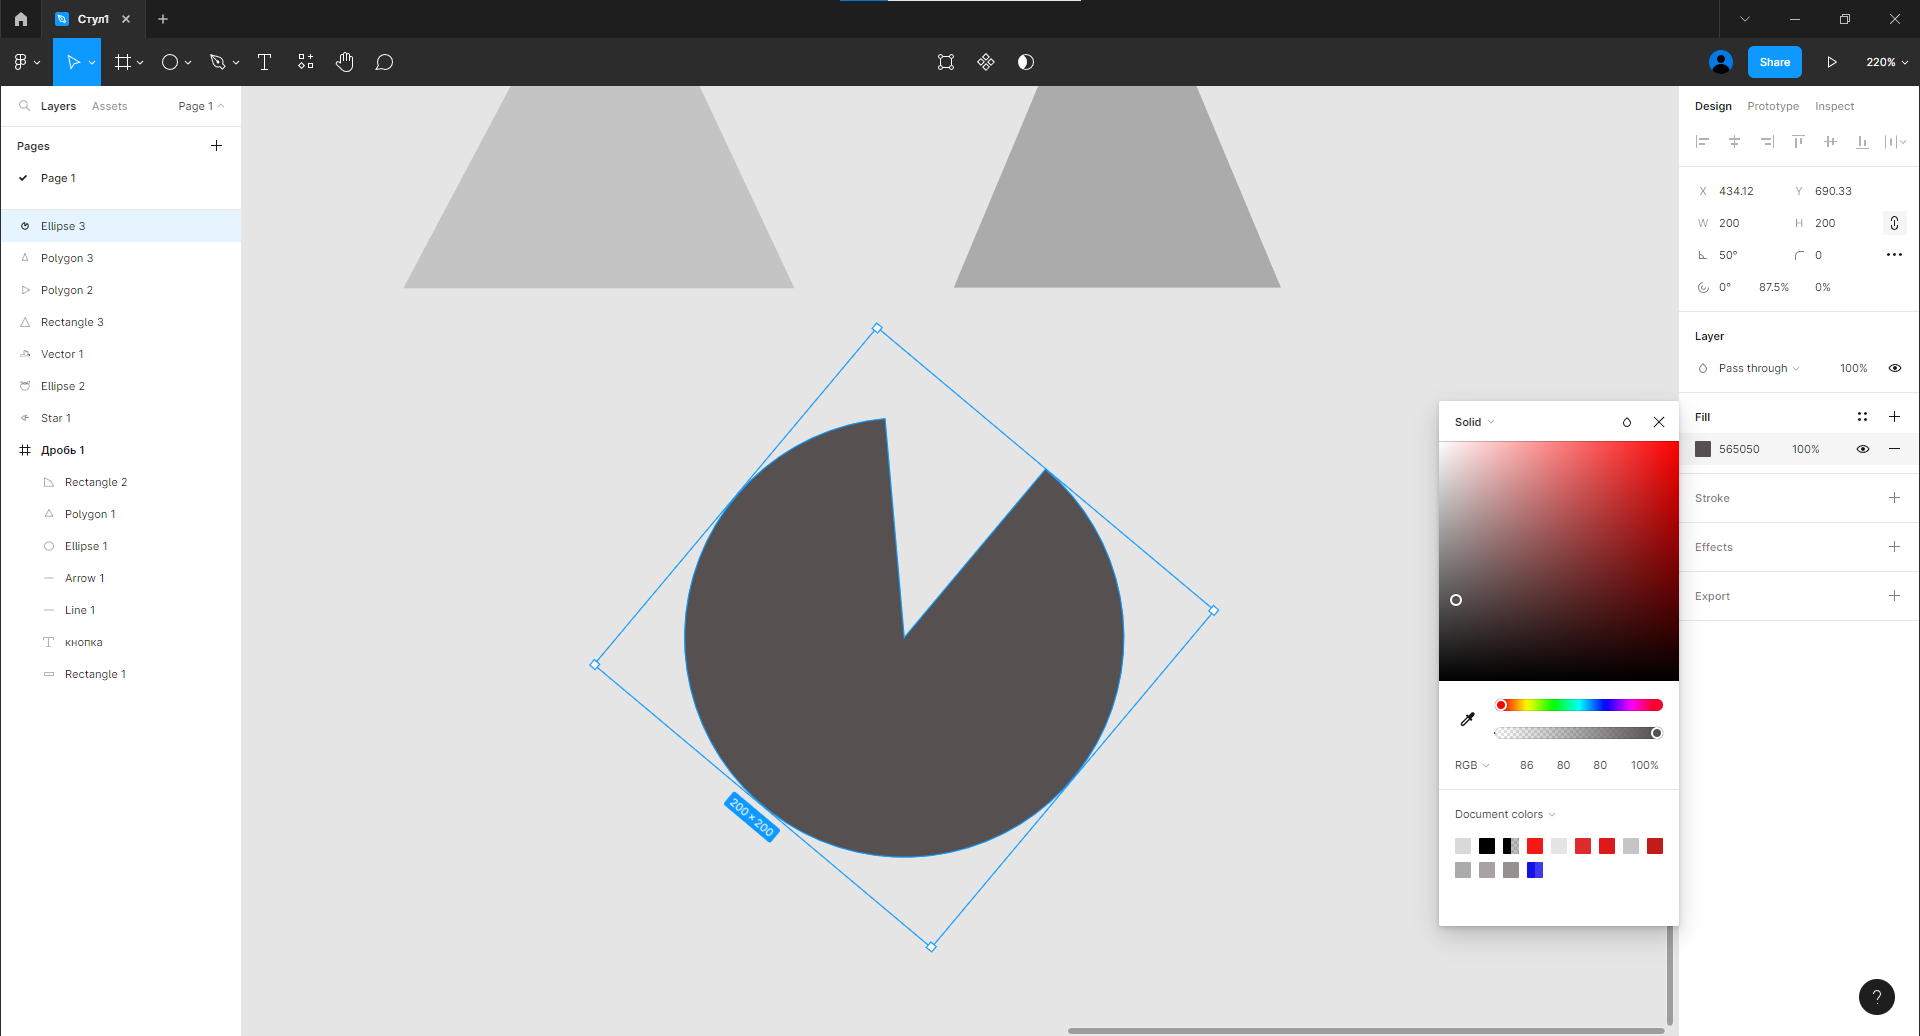 Стул1
Share
220%
Layers Assets Page 1
Pages
Page 1
Ellipse 3
Polygon 3
Polygon 2
Rectangle 3
Vector 1
Ellipse 2
Star 1
Дробь 1
Rectangle 2
Polygon 1
Ellipse 1
Arrow 1
Line 1
кнопка
Rectangle 1
200 × 200
Solid
RGB 86 80 80 100%
Document colors
Design Prototype Inspect
X 434.12 Y 690.33
W 200 H 200
50° 0
0° 87.5% 0%
Layer
Pass through 100%
Fill
565050 100%
Stroke
Effects
Export
?